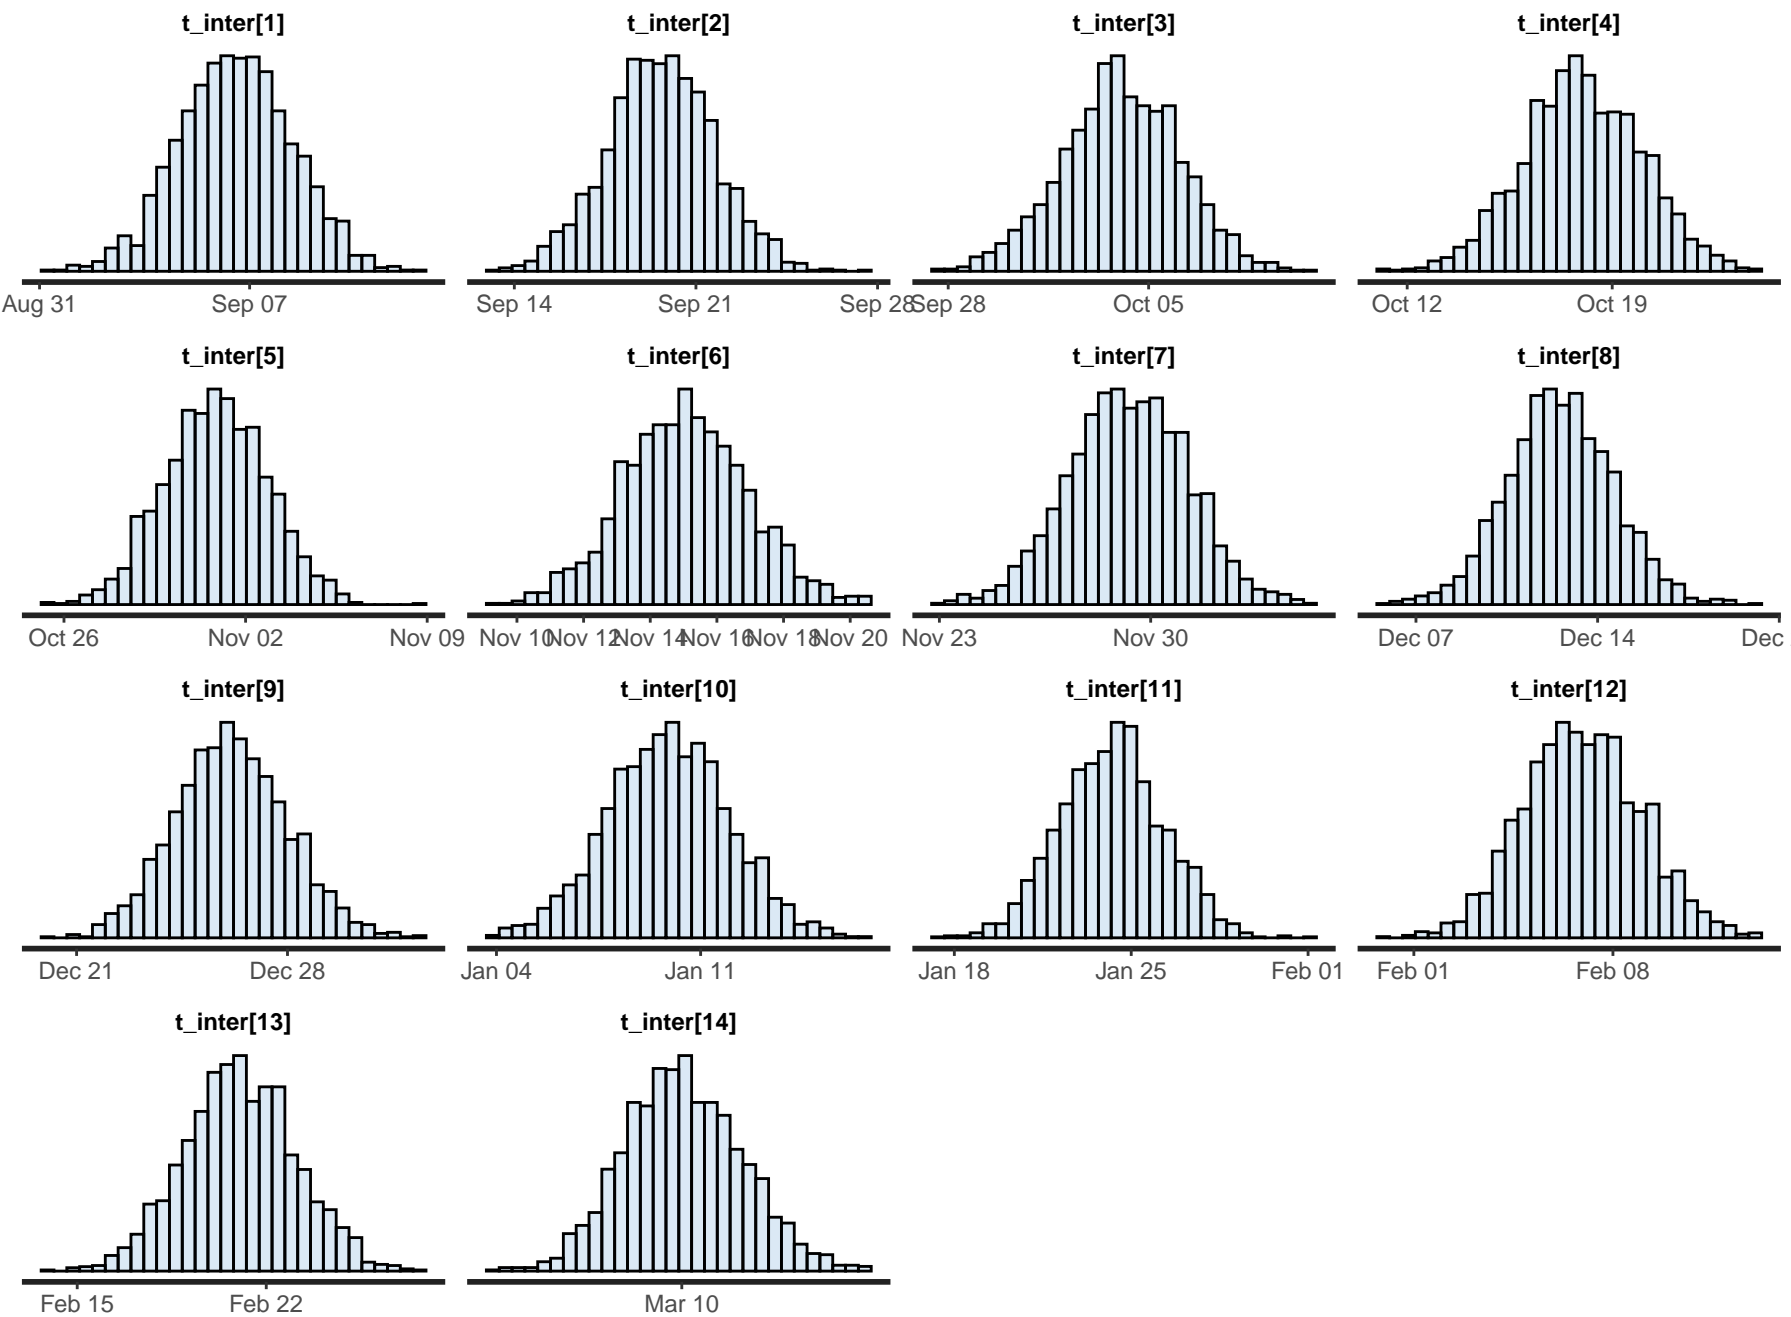 t_inter[1] t_inter[2] t_inter[3] t_inter[4]
Aug 31 Sep 07 Sep 14 Sep 21 Sep 28 Sep 28 Oct 05 Oct 12 Oct 19
t_inter[5] t_inter[6] t_inter[7] t_inter[8]
Oct 26 Nov 02 Nov 09 Nov 10 Nov 12 Nov 14 Nov 16 Nov 18 Nov 20 Nov 23 Nov 30 Dec 07 Dec 14 Dec
t_inter[9] t_inter[10] t_inter[11] t_inter[12]
Dec 21 Dec 28 Jan 04 Jan 11 Jan 18 Jan 25 Feb 01 Feb 01 Feb 08
t_inter[13] t_inter[14]
Feb 15 Feb 22 Mar 10